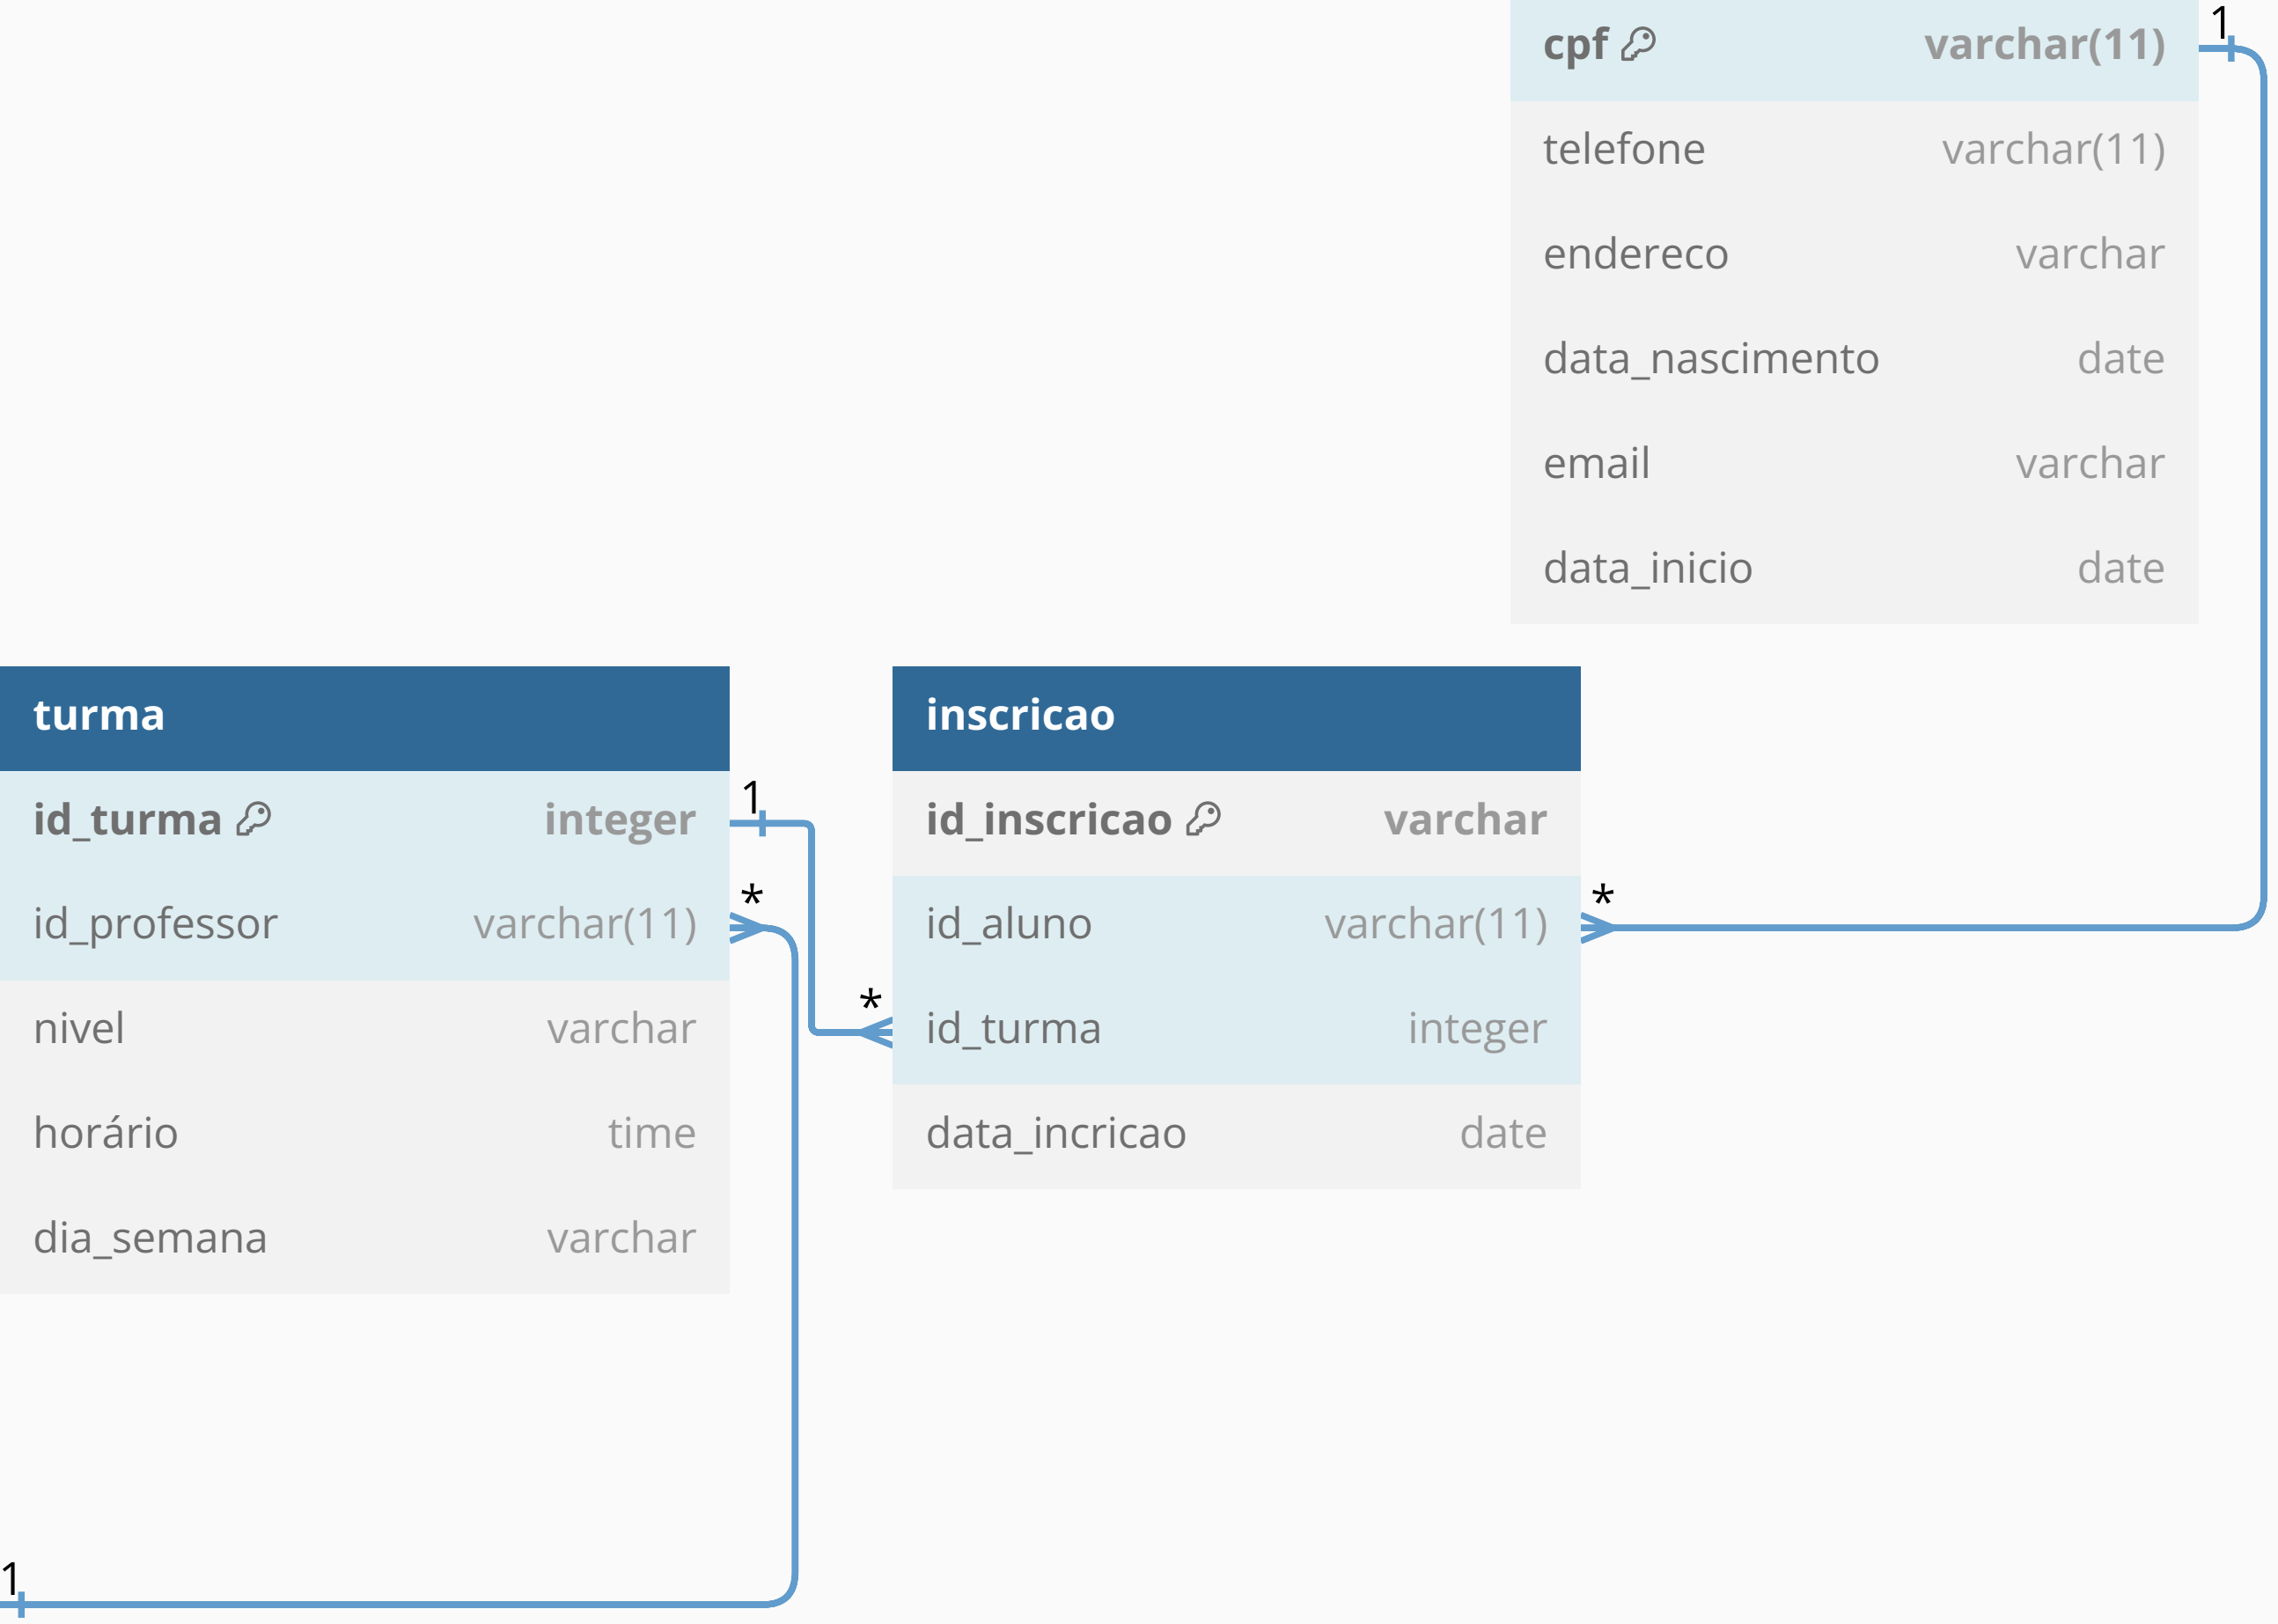 1
cpf varchar(11)
telefone varchar(11)
endereco varchar
data_nascimento date
email varchar
data_inicio date
turma
id_turma integer
id_professor varchar(11)
nivel varchar
horário time
dia_semana varchar
1
*
*
inscricao
id_inscricao varchar
id_aluno varchar(11)
id_turma integer
data_incricao date
*
1